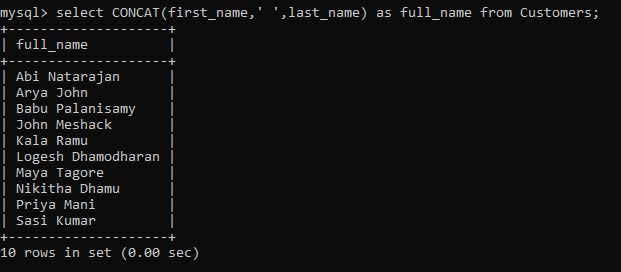 mysql> select CONCAT(first_name,' ',last_name) as full_name from Customers;
+--------------------+
| full_name          |
+--------------------+
| Abi Natarajan      |
| Arya John          |
| Babu Palanisamy    |
| John Meshack       |
| Kala Ramu          |
| Logesh Dhamodharan |
| Maya Tagore        |
| Nikitha Dhamu      |
| Priya Mani         |
| Sasi Kumar         |
+--------------------+
10 rows in set (0.00 sec)